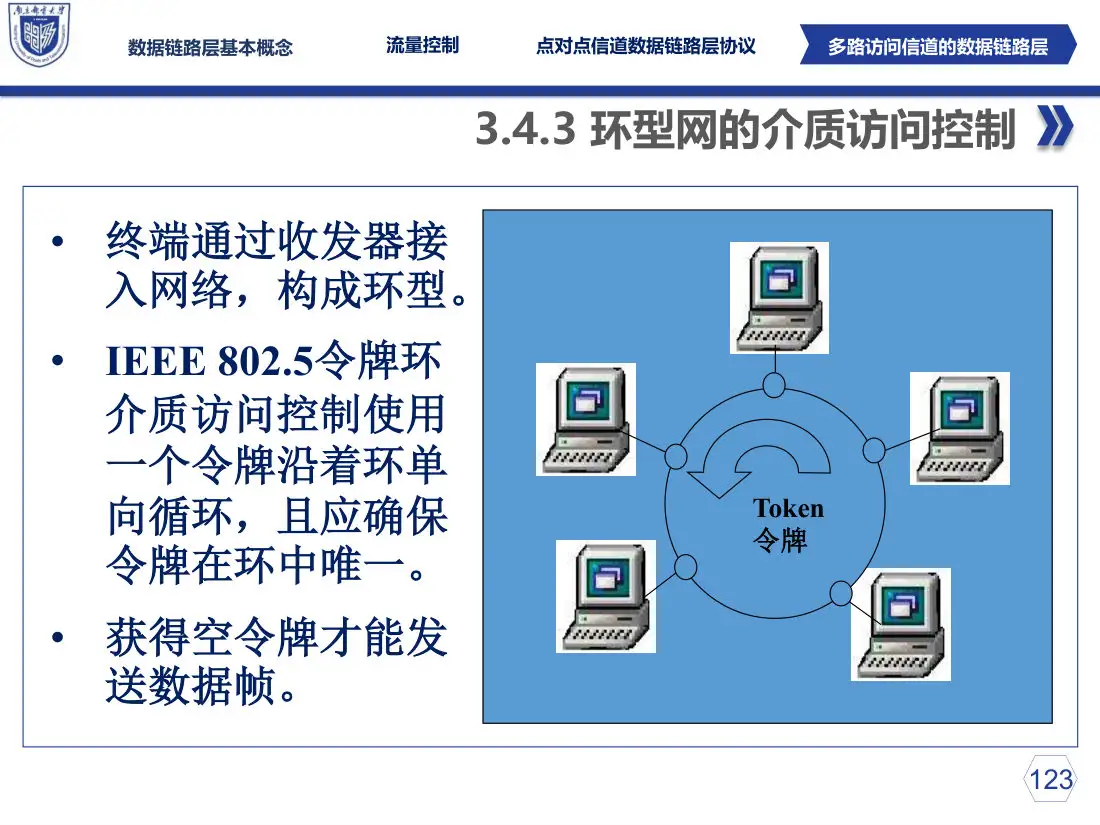 南京邮电大学
数据链路层基本概念
流量控制
点对点信道数据链路层协议
多路访问信道的数据链路层
3.4.3 环型网的介质访问控制
• 终端通过收发器接
入网络，构成环型。
• IEEE 802.5令牌环
介质访问控制使用
一个令牌沿着环单
向循环，且应确保
令牌在环中唯一。
• 获得空令牌才能发
送数据帧。
Token
令牌
123